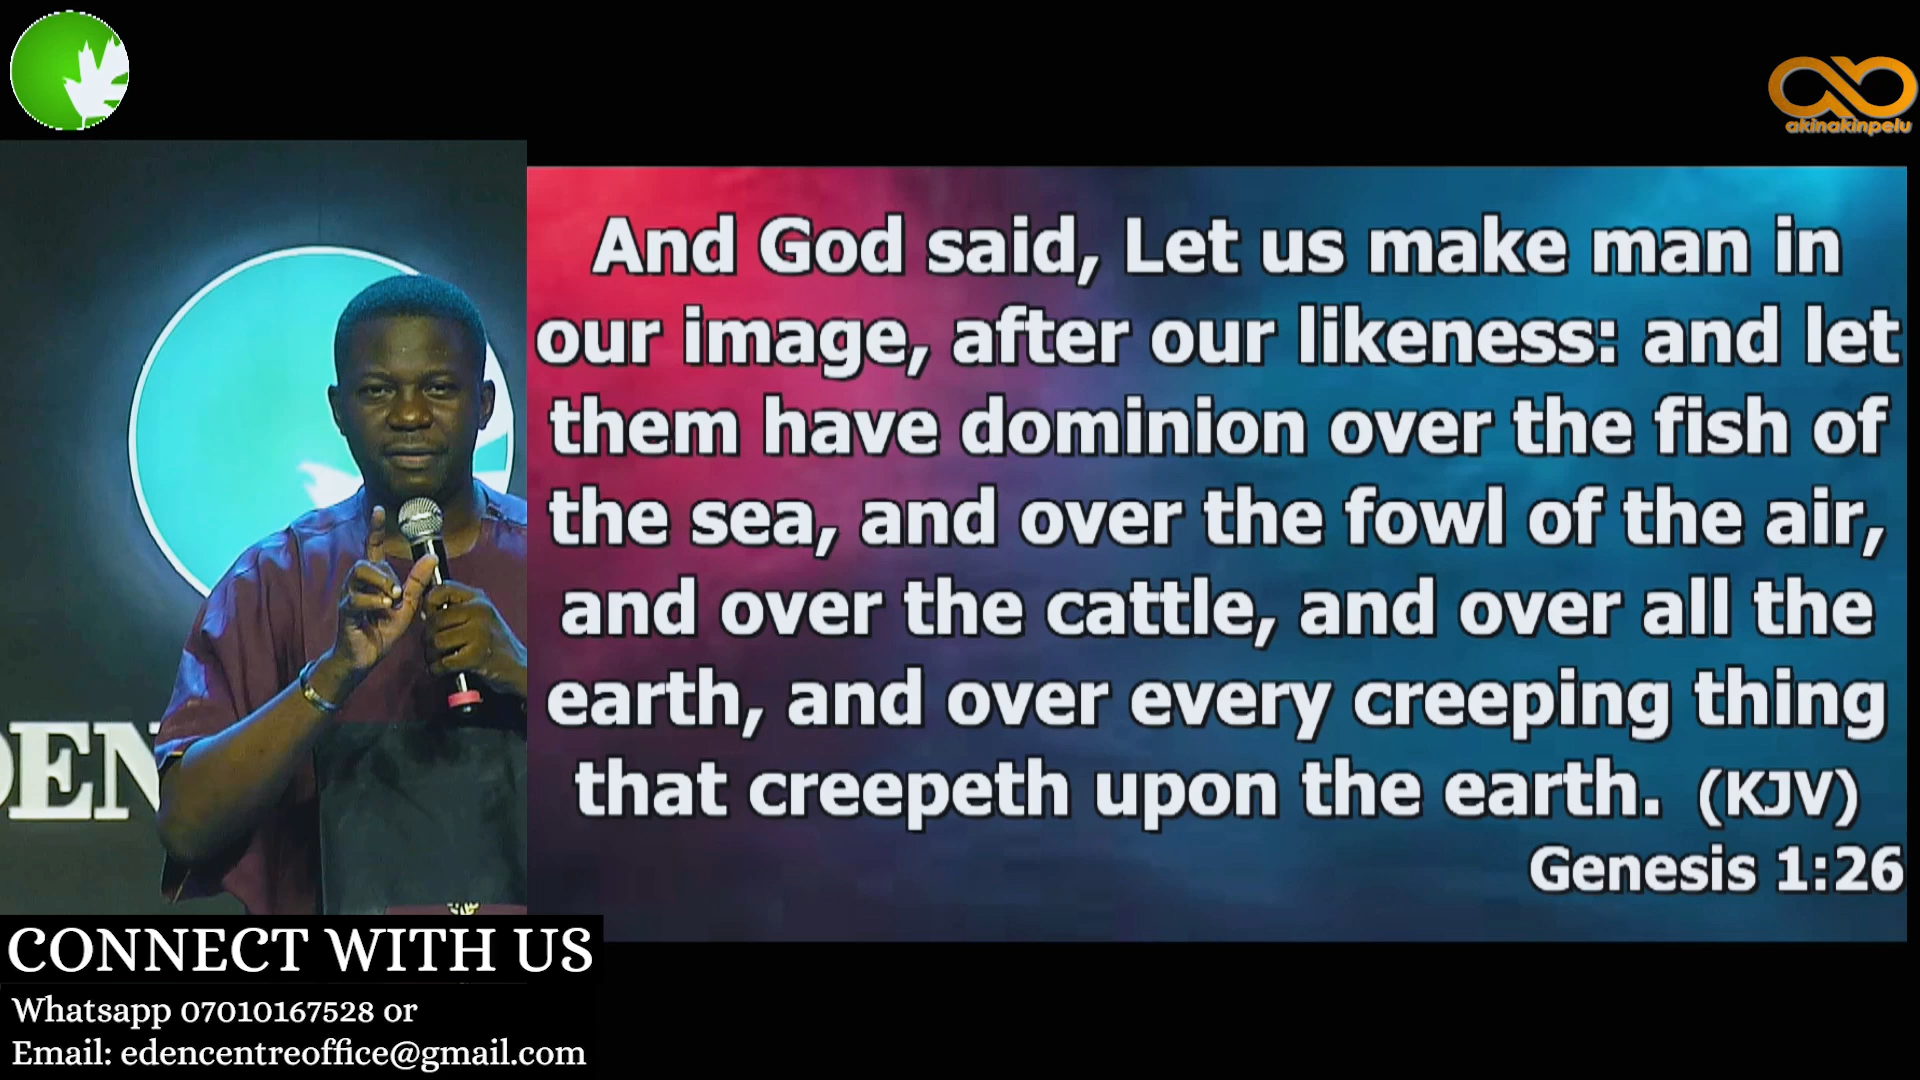 akinakinpelu
And God said, Let us make man in
our image, after our likeness: and let
them have dominion over the fish of
the sea, and over the fowl of the air,
and over the cattle, and over all the
earth, and over every creeping thing
that creepeth upon the earth. (KJV)
Genesis 1:26
DEN
CONNECT WITH US
Whatsapp 07010167528 or
Email: edencentreoffice@gmail.com